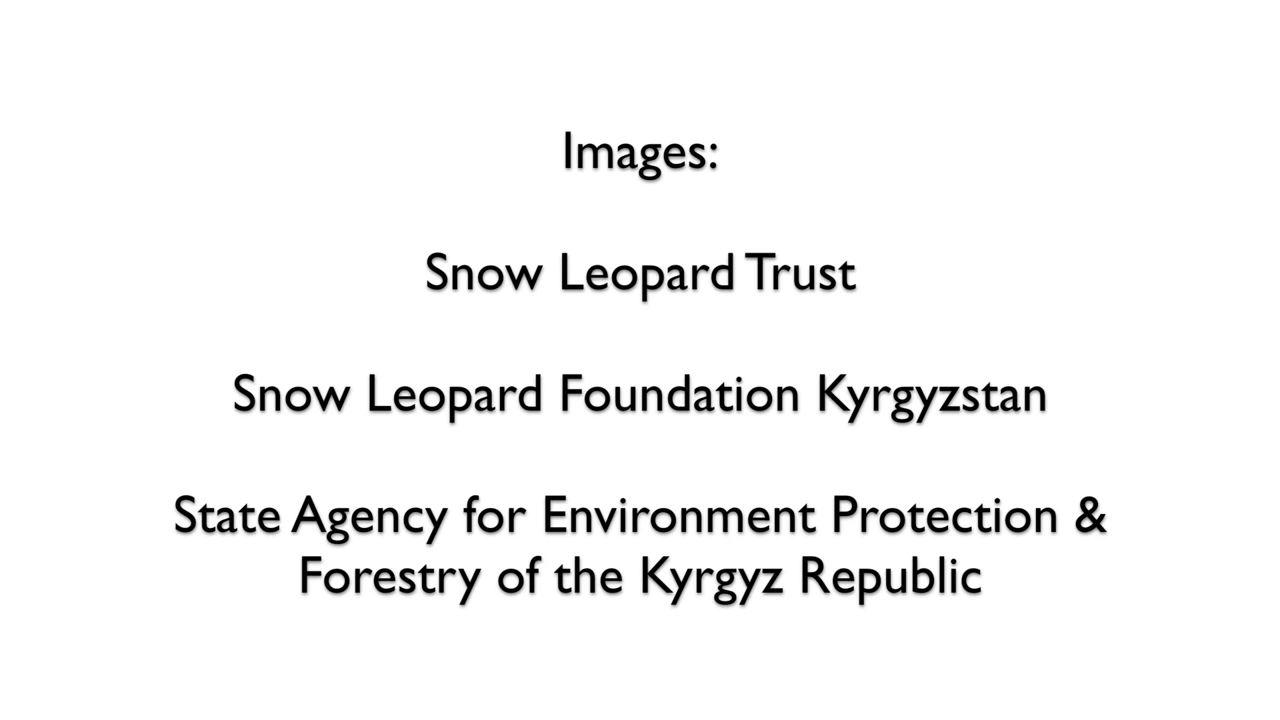 Images:
Snow Leopard Trust
Snow Leopard Foundation Kyrgyzstan
State Agency for Environment Protection &
Forestry of the Kyrgyz Republic